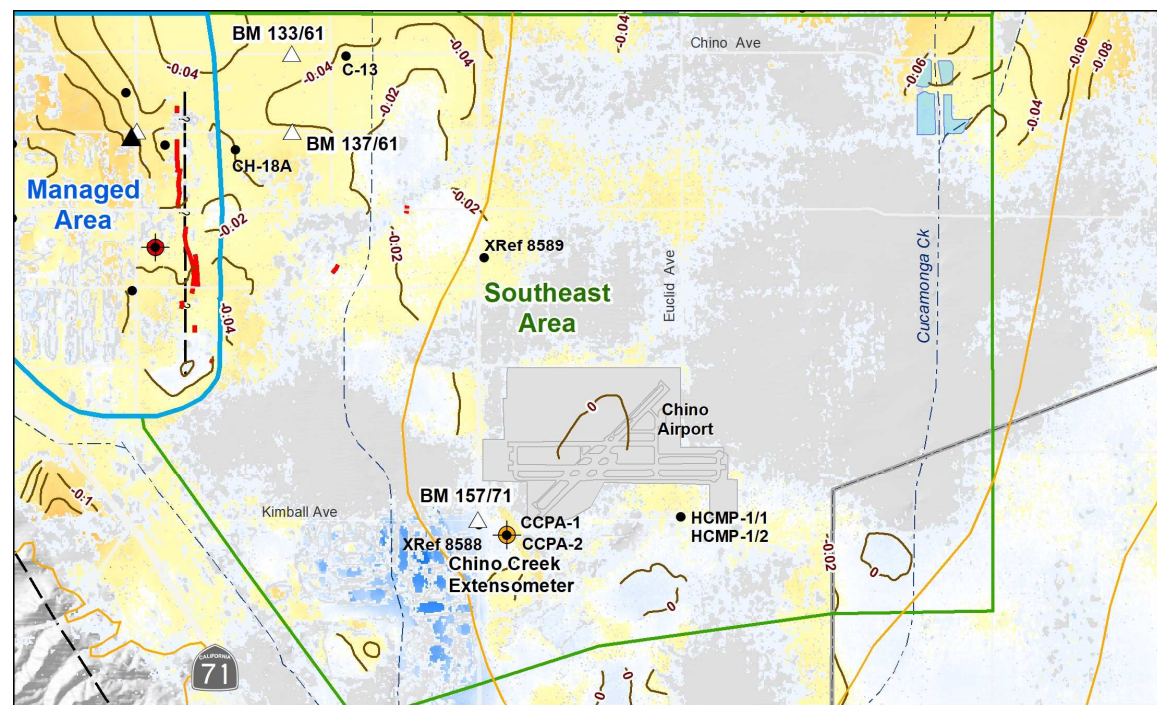 BM 133/61
-0.04
Chino Ave
-0.06
-0.08
-0.06
-0.04
-0.04
C-13
-0.04
-0.02
?
BM 137/61
CH-18A
Managed
Area
-0.02
?
-0.02
-0.02
XRef 8589
Southeast
Area
Euclid Ave
Cucamonga Ck
?
-0.04
0
Chino
Airport
-0.1
Kimball Ave
BM 157/71
CCPA-1
XRef 8588
CCPA-2
Chino Creek
Extensometer
HCMP-1/1
HCMP-1/2
-0.02
0
0
0
CALIFORNIA
71
0
0